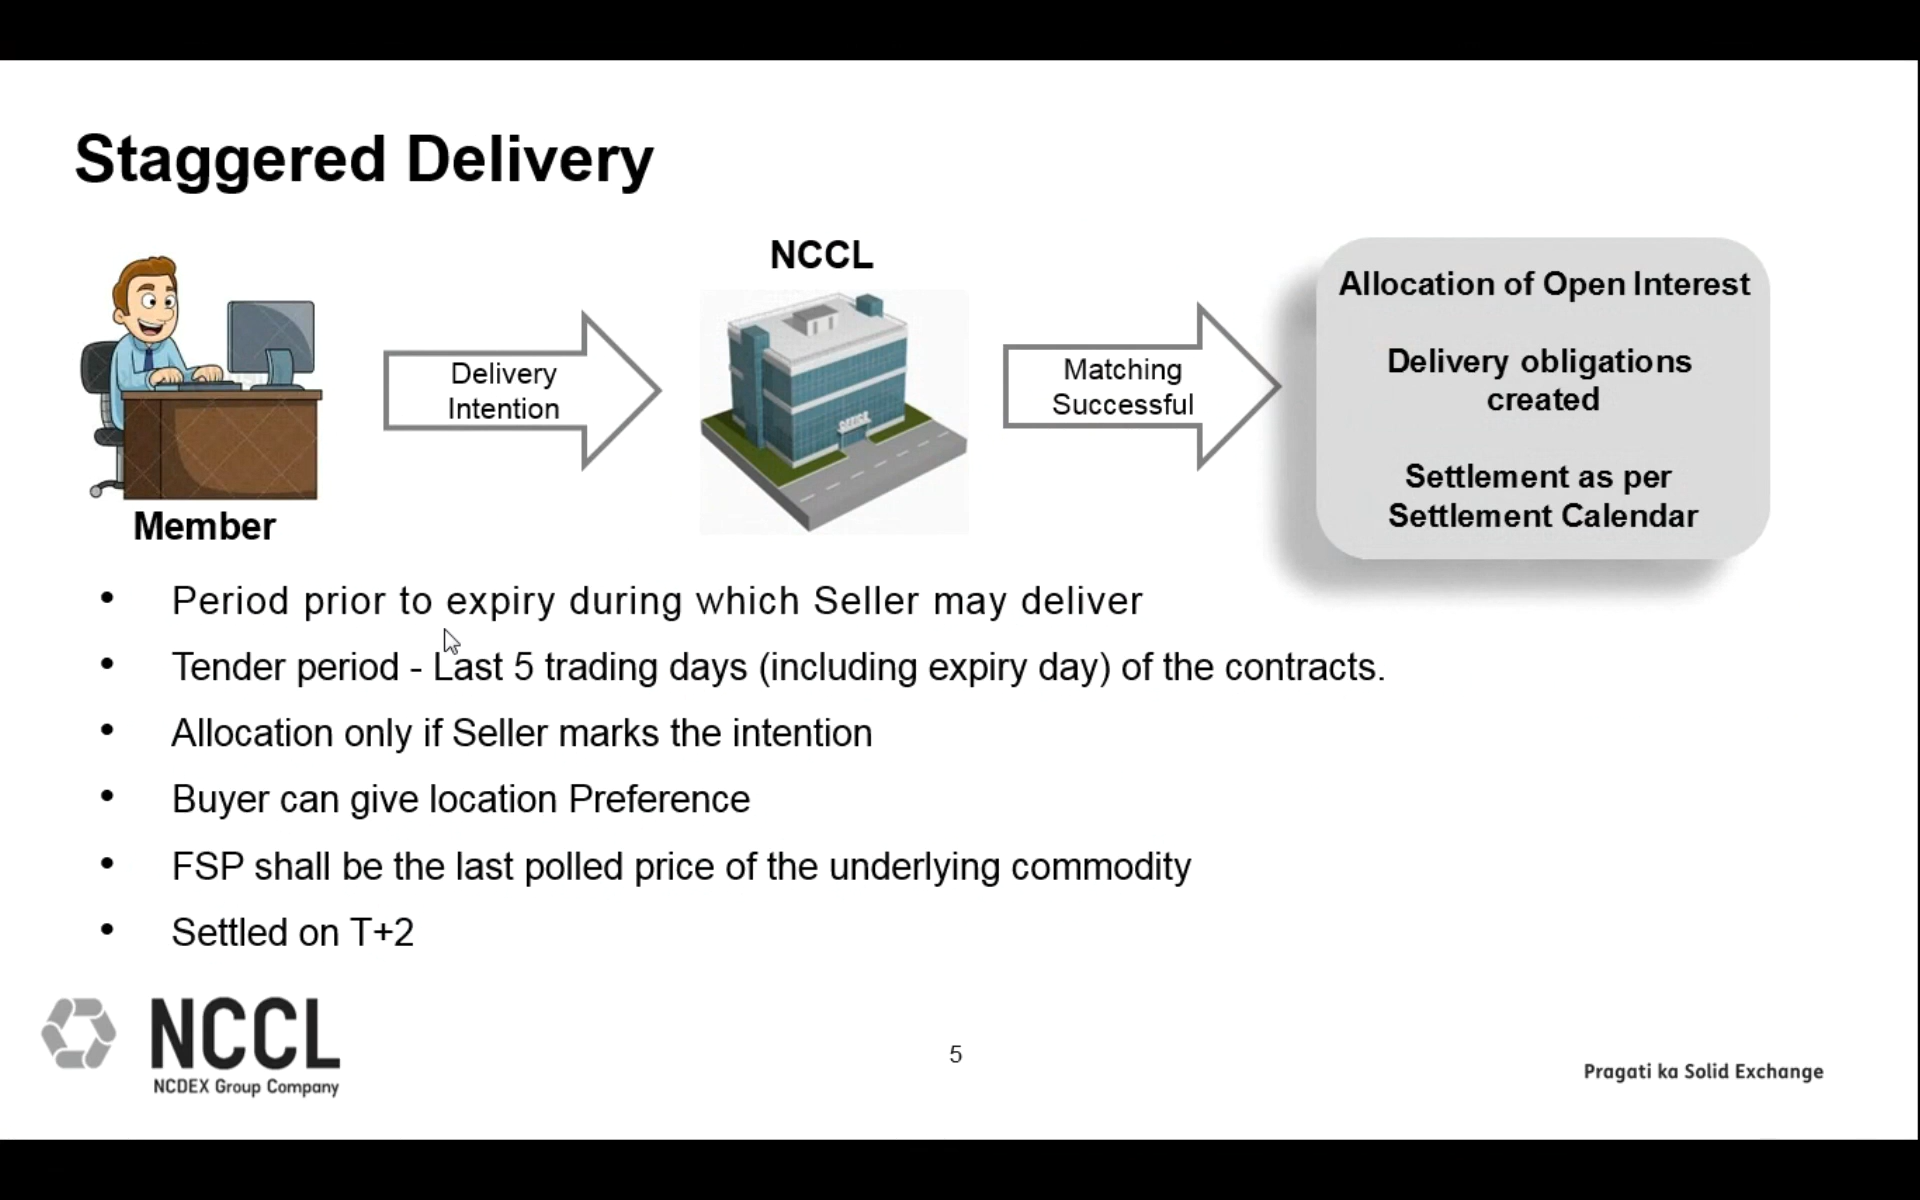 Staggered Delivery
NCCL
Delivery
Intention
Matching
Successful
Member
Allocation of Open Interest
Delivery obligations
created
Settlement as per
Settlement Calendar
• Period prior to expiry during which Seller may deliver
• Tender period - Last 5 trading days (including expiry day) of the contracts.
• Allocation only if Seller marks the intention
• Buyer can give location Preference
• FSP shall be the last polled price of the underlying commodity
• Settled on T+2
NCCL
NCDEX Group Company
5
Pragati ka Solid Exchange